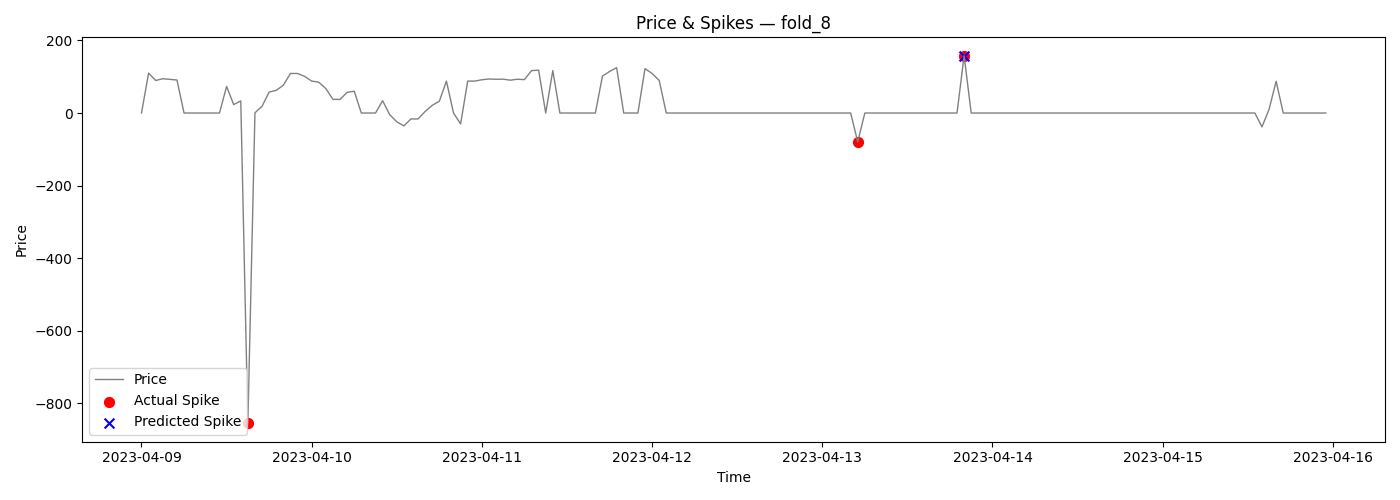 Price & Spikes — fold_8
200
0
−200
−400
−600
−800
Price
Price
Actual Spike
Predicted Spike
2023-04-09 2023-04-10 2023-04-11 2023-04-12 2023-04-13 2023-04-14 2023-04-15 2023-04-16
Time